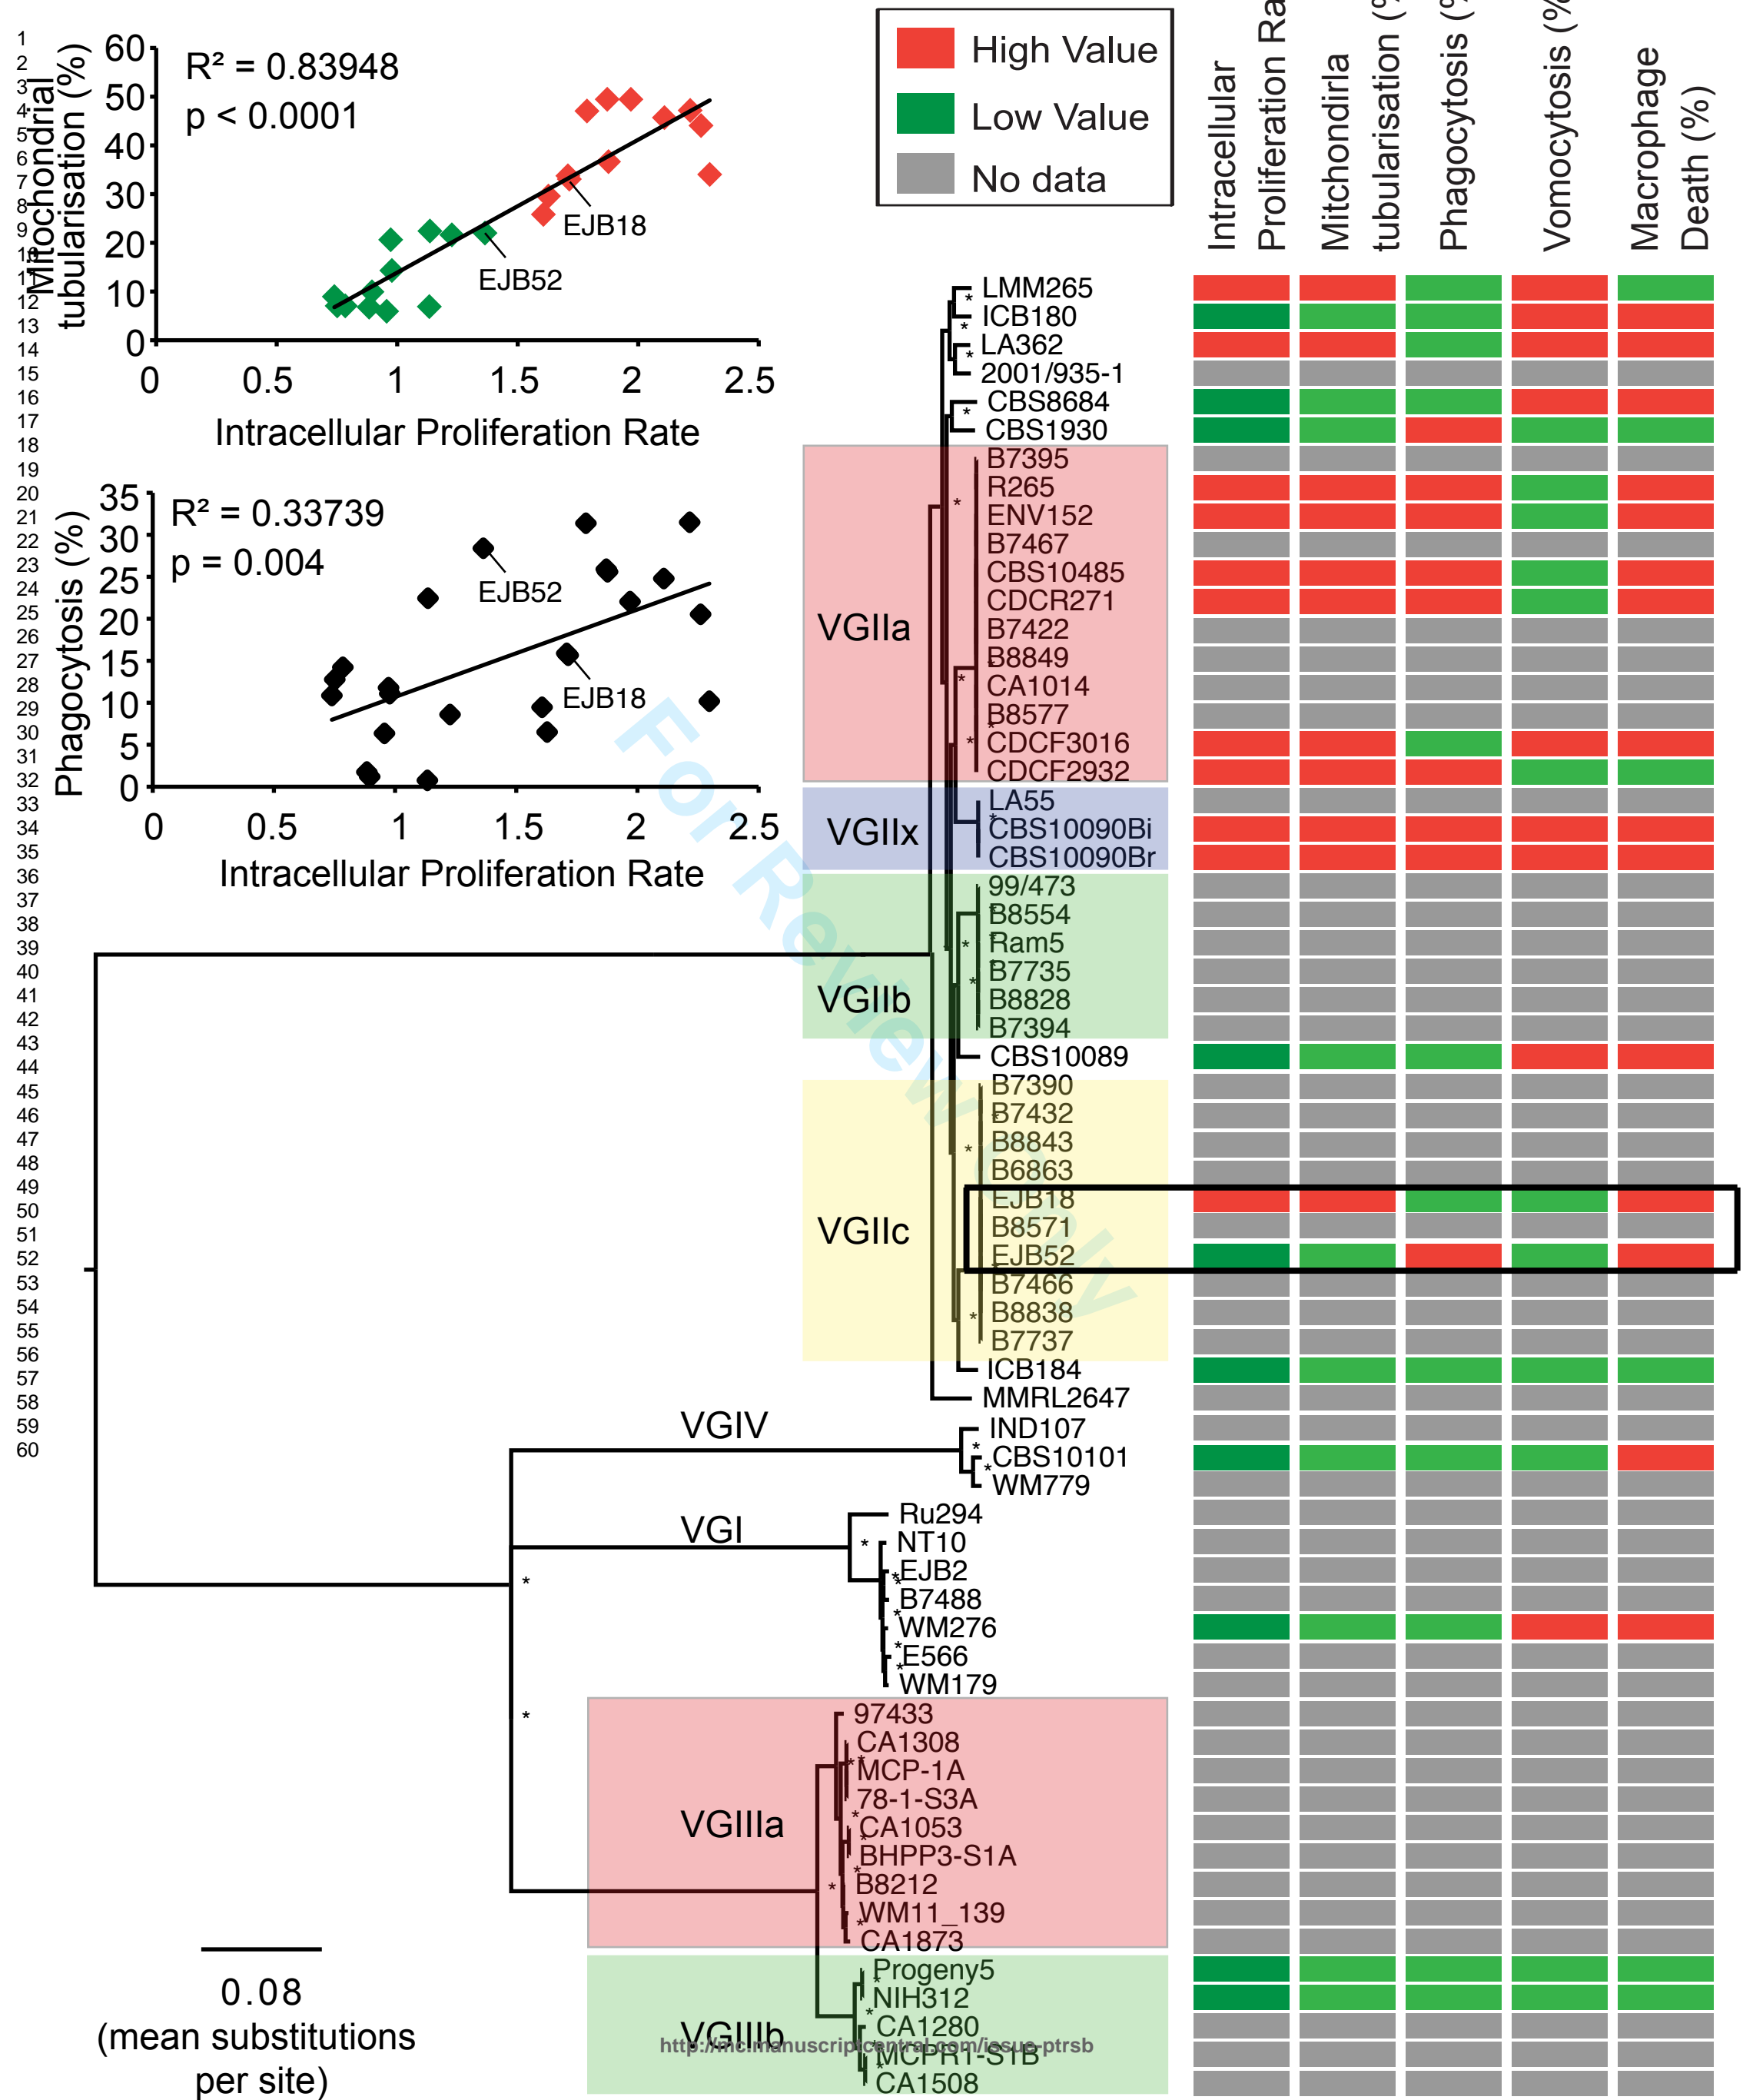 1
2
3
4
5
6
7
8
9
10
11
12
13
14
15
16
17
18
19
20
21
22
23
24
25
26
27
28
29
30
31
32
33
34
35
36
37
38
39
40
41
42
43
44
45
46
47
48
49
50
51
52
53
54
55
56
57
58
59
60
Mitochondrial
tubularisation (%)
60
50
40
30
20
10
0
R² = 0.83948
p < 0.0001
EJB18
EJB52
0 0.5 1 1.5 2 2.5
Intracellular Proliferation Rate
Phagocytosis (%)
35
30
25
20
15
10
5
0
R² = 0.33739
p = 0.004
EJB52
EJB18
0 0.5 1 1.5 2 2.5
Intracellular Proliferation Rate
High Value
Low Value
No data
Intracellular
Proliferation Ra
Mitchondirla
tubularisation (%
Phagocytosis (%
Vomocytosis (%
Macrophage
Death (%)
LMM265
ICB180
LA362
2001/935-1
CBS8684
CBS1930
VGIIa
B7395
R265
ENV152
B7467
CBS10485
CDCR271
B7422
B8849
CA1014
B8577
CDCF3016
CDCF2932
VGIIx
LA55
CBS10090Bi
CBS10090Br
VGIIb
99/473
B8554
Ram5
B7735
B8828
B7394
CBS10089
VGIIc
B7390
B7432
B8843
B6863
EJB18
B8571
EJB52
B7466
B8838
B7737
ICB184
MMRL2647
VGIV
IND107
CBS10101
WM779
VGI
Ru294
NT10
EJB2
B7488
WM276
E566
WM179
VGIIIa
97433
CA1308
MCP-1A
78-1-S3A
CA1053
BHPP3-S1A
B8212
WM11_139
CA1873
VGIIIb
Progeny5
NIH312
CA1280
MCPR1-S1B
CA1508
0.08
(mean substitutions
per site)
For Review Only
http://mc.manuscriptcentral.com/issue-ptrsb